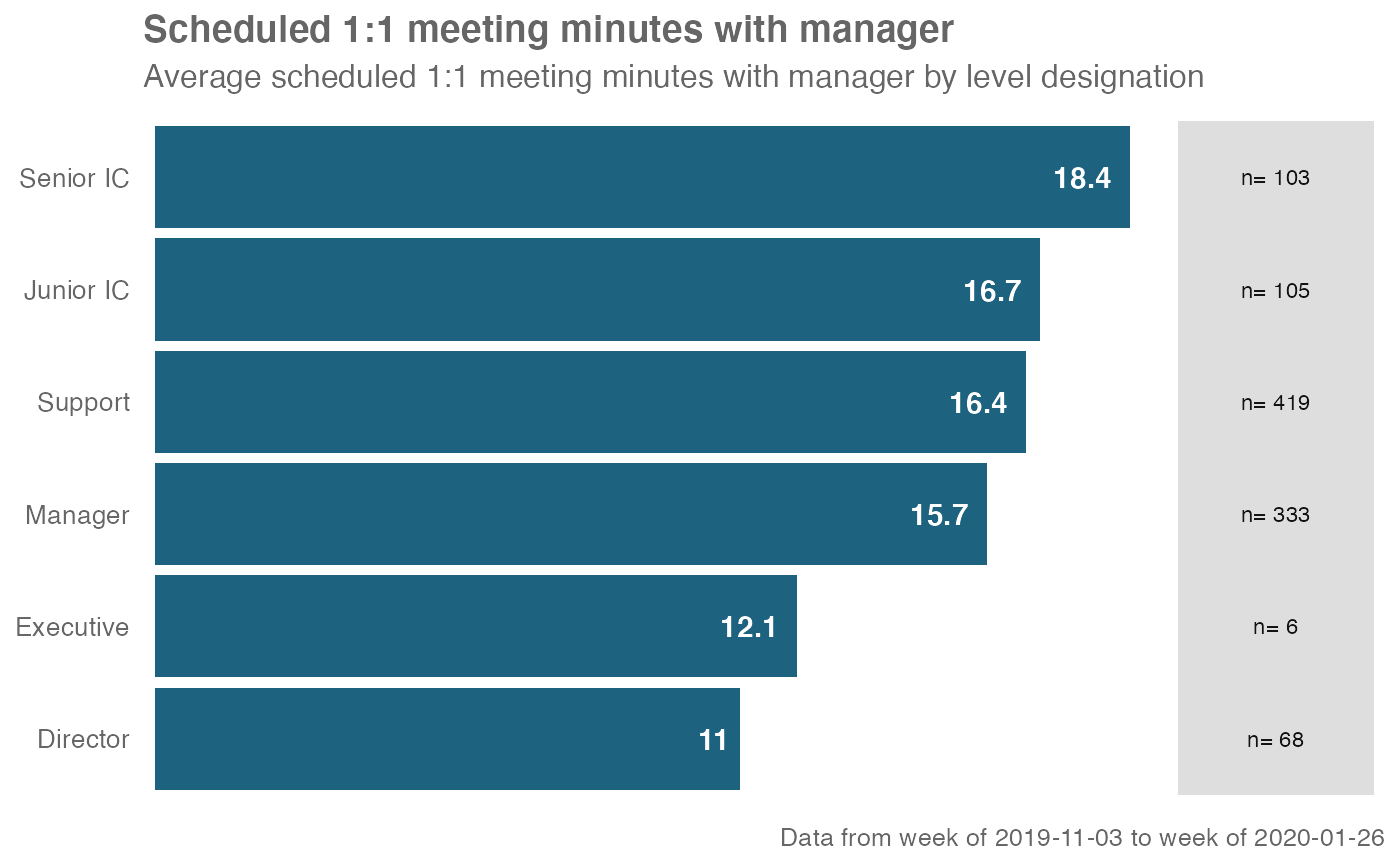 Scheduled 1:1 meeting minutes with manager
Average scheduled 1:1 meeting minutes with manager by level designation
Senior IC 18.4 n= 103
Junior IC 16.7 n= 105
Support 16.4 n= 419
Manager 15.7 n= 333
Executive 12.1 n= 6
Director 11 n= 68
Data from week of 2019-11-03 to week of 2020-01-26